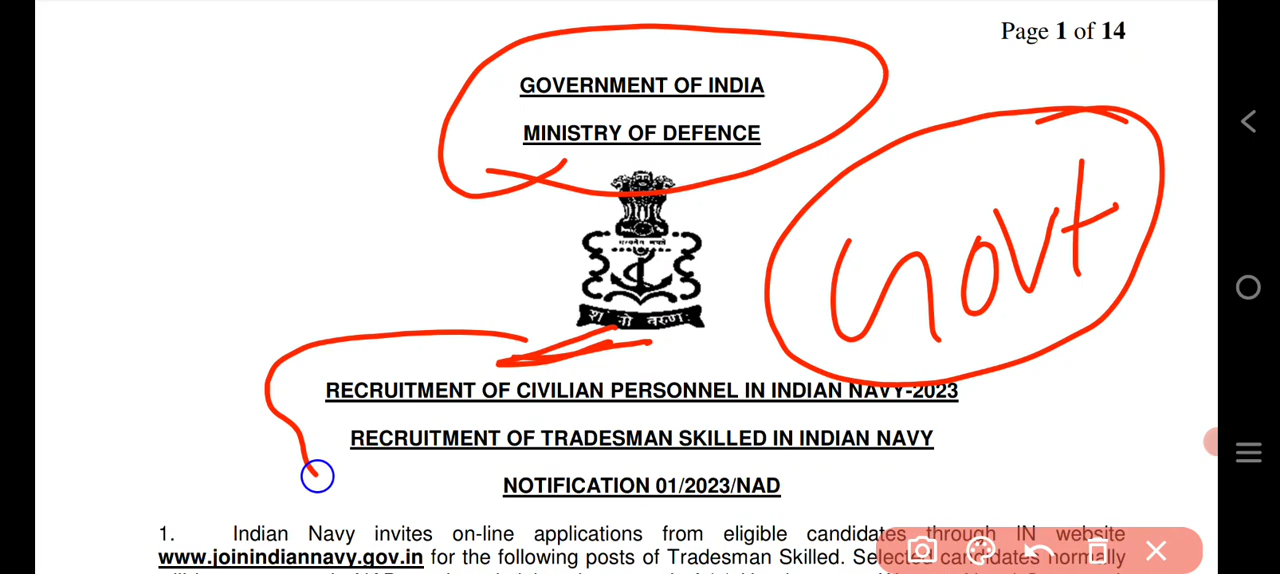 Page 1 of 14
GOVERNMENT OF INDIA
MINISTRY OF DEFENCE
Govt
शं नो वरुणः
RECRUITMENT OF CIVILIAN PERSONNEL IN INDIAN NAVY-2023
RECRUITMENT OF TRADESMAN SKILLED IN INDIAN NAVY
NOTIFICATION 01/2023/NAD
1. Indian Navy invites on-line applications from eligible candidates through IN website
www.joinindiannavy.gov.in for the following posts of Tradesman Skilled. Selected candidates normally